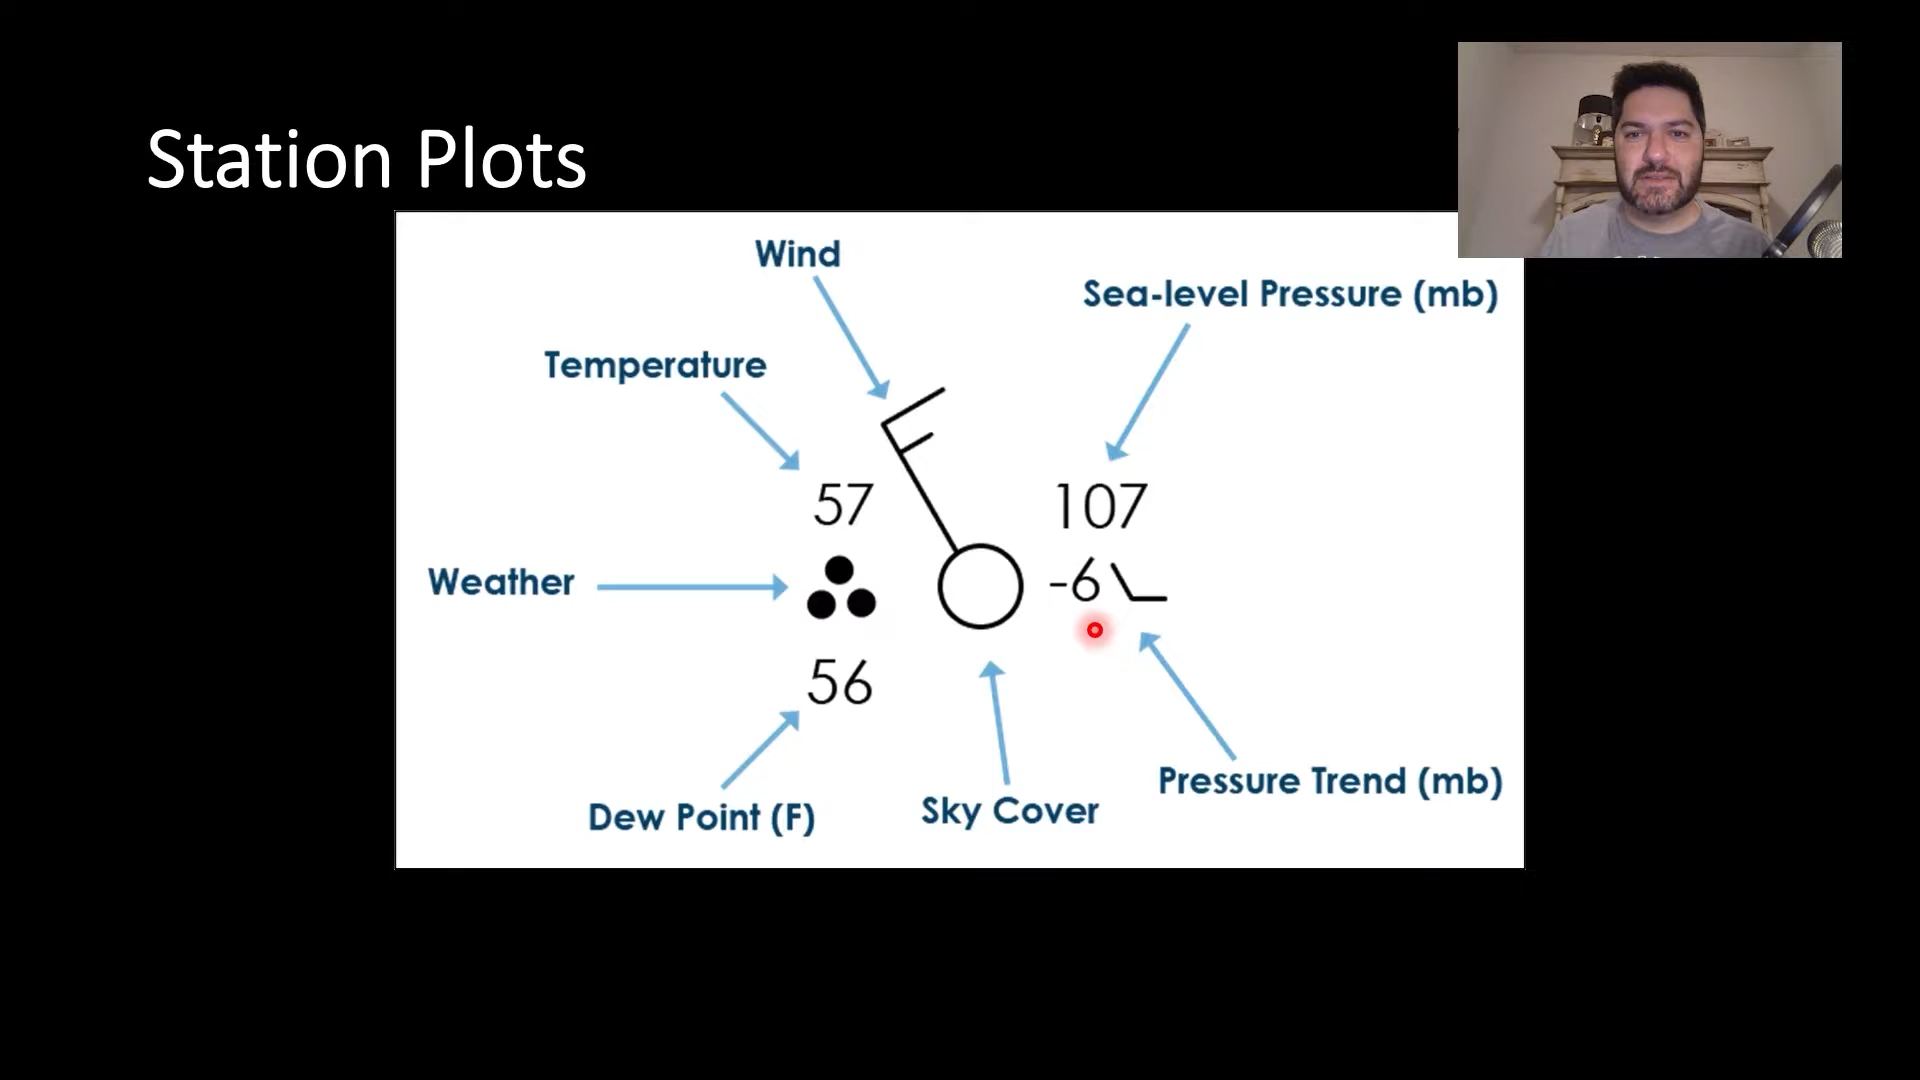 Station Plots
Wind
Sea-level Pressure (mb)
Temperature
57
107
Weather
-6
56
Dew Point (F)
Sky Cover
Pressure Trend (mb)